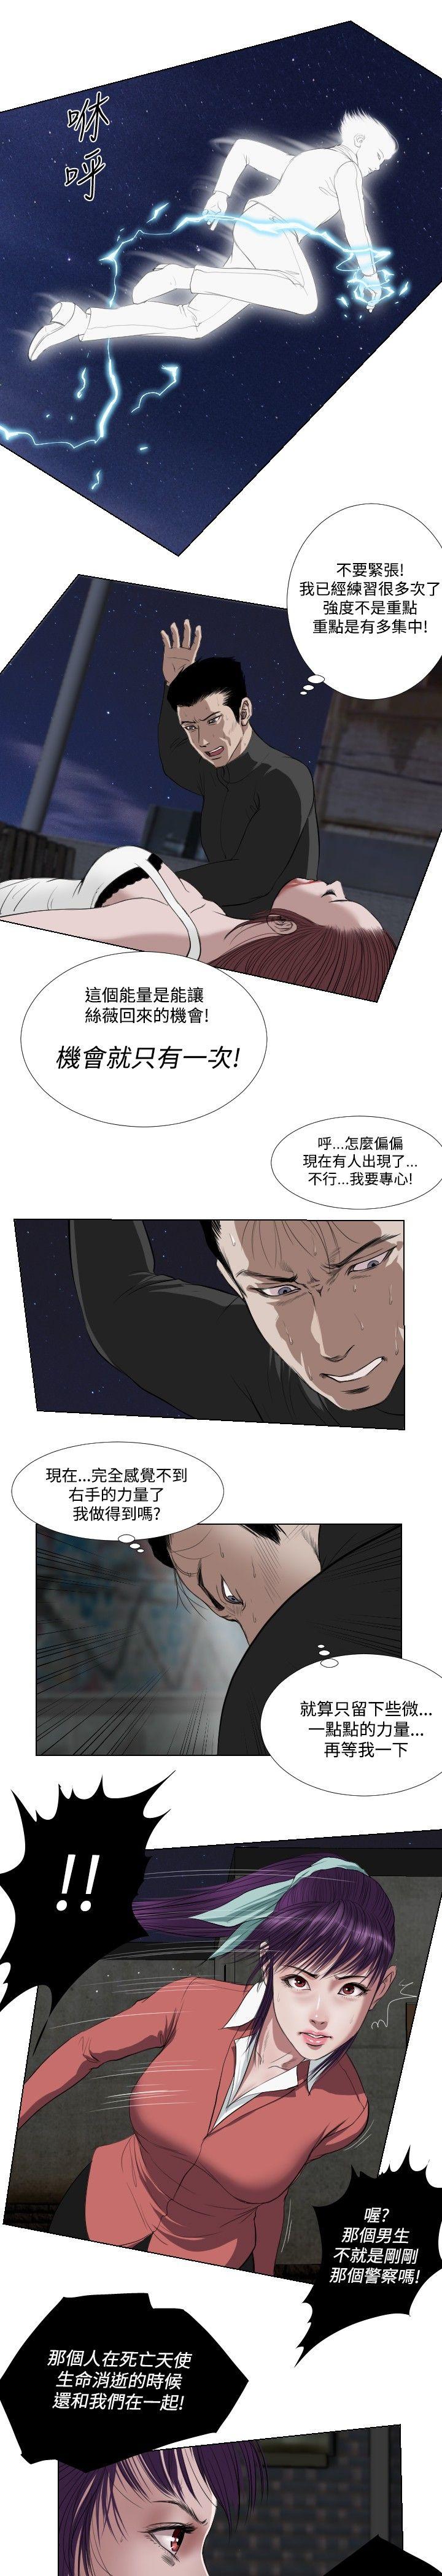 咻
呼
不要緊張!
我已經練習很多次了
強度不是重點
重點是有多集中!
這個能量是能讓
絲薇回來的機會!
機會就只有一次!
呼...怎麼偏偏
現在有人出現了...
不行...我要專心!
現在...完全感覺不到
右手的力量了
我做得到嗎?
就算只留下些微...
一點點的力量...
再等我一下
!!
喔?
那個男生
不就是剛剛
那個警察嗎!
那個人在死亡天使
生命消逝的時候
還和我們在一起!